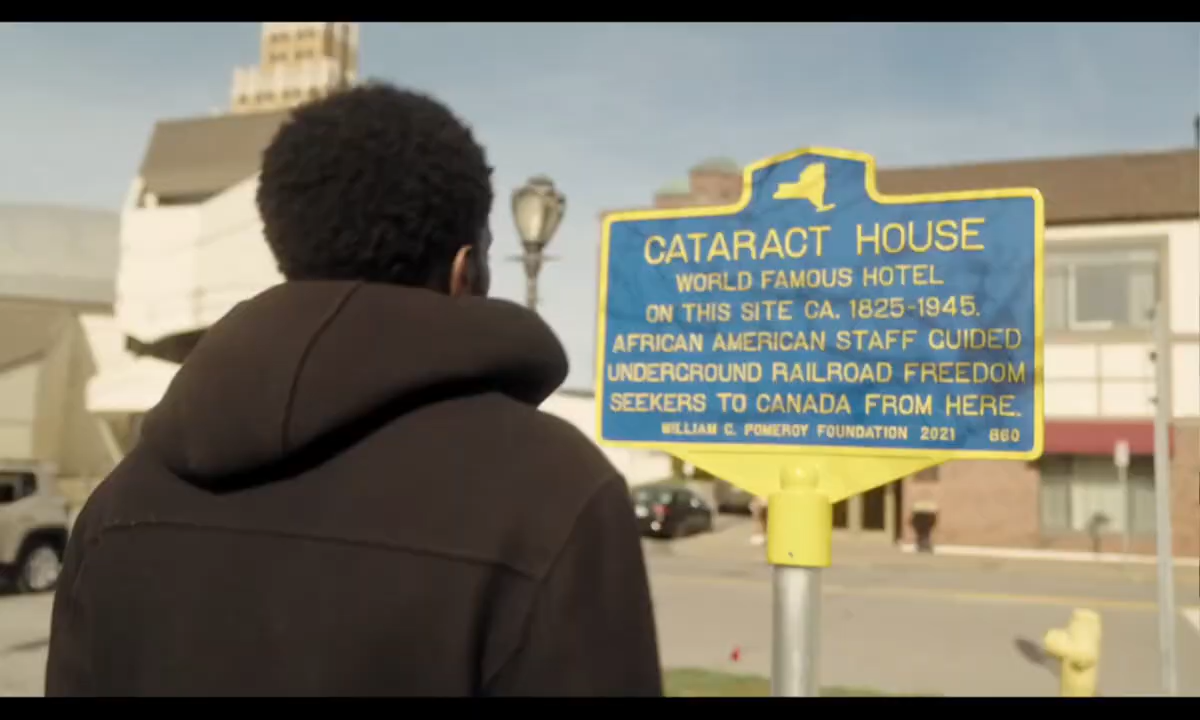 CATARACT HOUSE
WORLD FAMOUS HOTEL
ON THIS SITE CA. 1825-1945.
AFRICAN AMERICAN STAFF GUIDED
UNDERGROUND RAILROAD FREEDOM
SEEKERS TO CANADA FROM HERE.
WILLIAM C. POMEROY FOUNDATION 2021 860